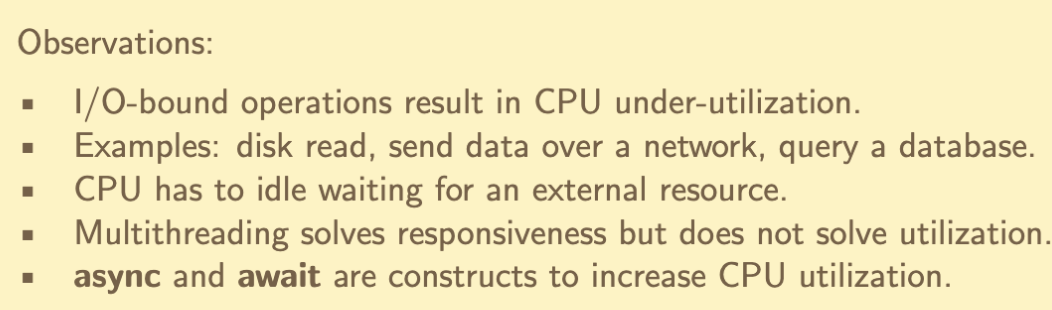 Observations:
▪ I/O-bound operations result in CPU under-utilization.
▪ Examples: disk read, send data over a network, query a database.
▪ CPU has to idle waiting for an external resource.
▪ Multithreading solves responsiveness but does not solve utilization.
▪ async and await are constructs to increase CPU utilization.